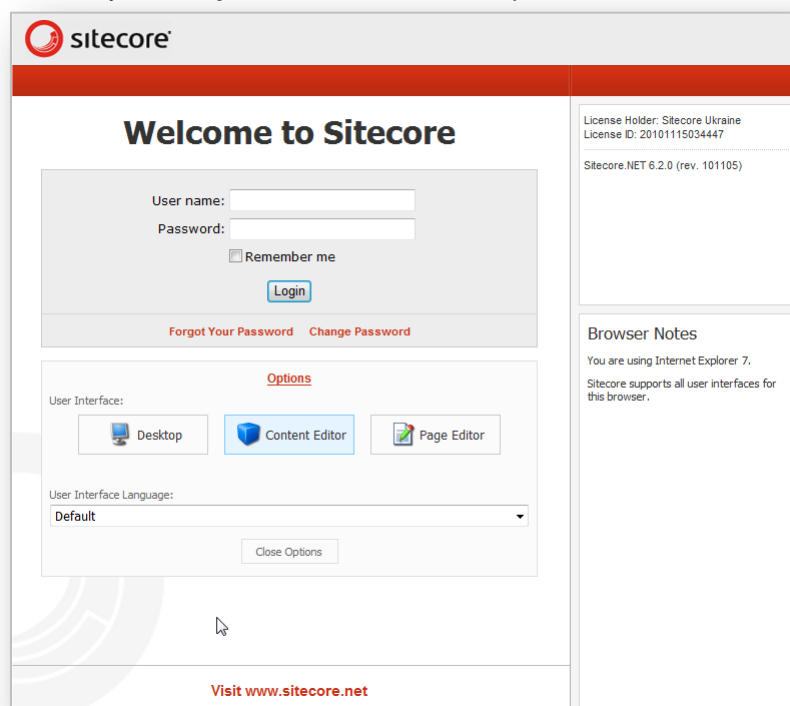 sitecore
Welcome to Sitecore
User name:
Password:
Remember me
Login
Forgot Your Password Change Password
Options
User Interface:
Desktop Content Editor Page Editor
User Interface Language:
Default
Close Options
Visit www.sitecore.net
License Holder: Sitecore Ukraine
License ID: 20101115034447
Sitecore.NET 6.2.0 (rev. 101105)
Browser Notes
You are using Internet Explorer 7.
Sitecore supports all user interfaces for
this browser.